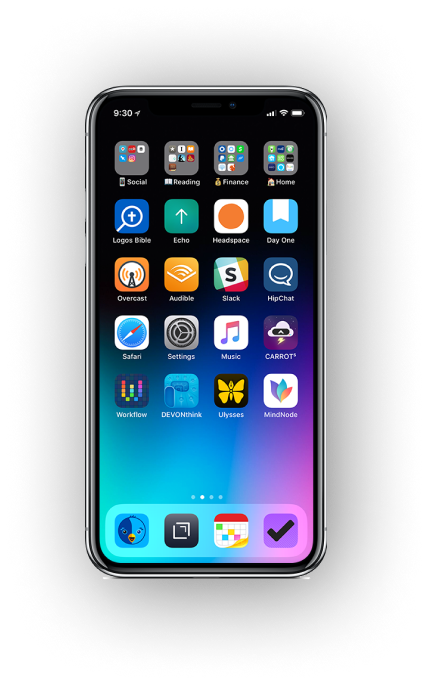 9:30
📱Social 📖Reading 💰Finance 🏠Home
Logos Bible Echo Headspace Day One
Overcast Audible Slack HipChat
Safari Settings Music CARROT⁵
Workflow DEVONthink Ulysses MindNode